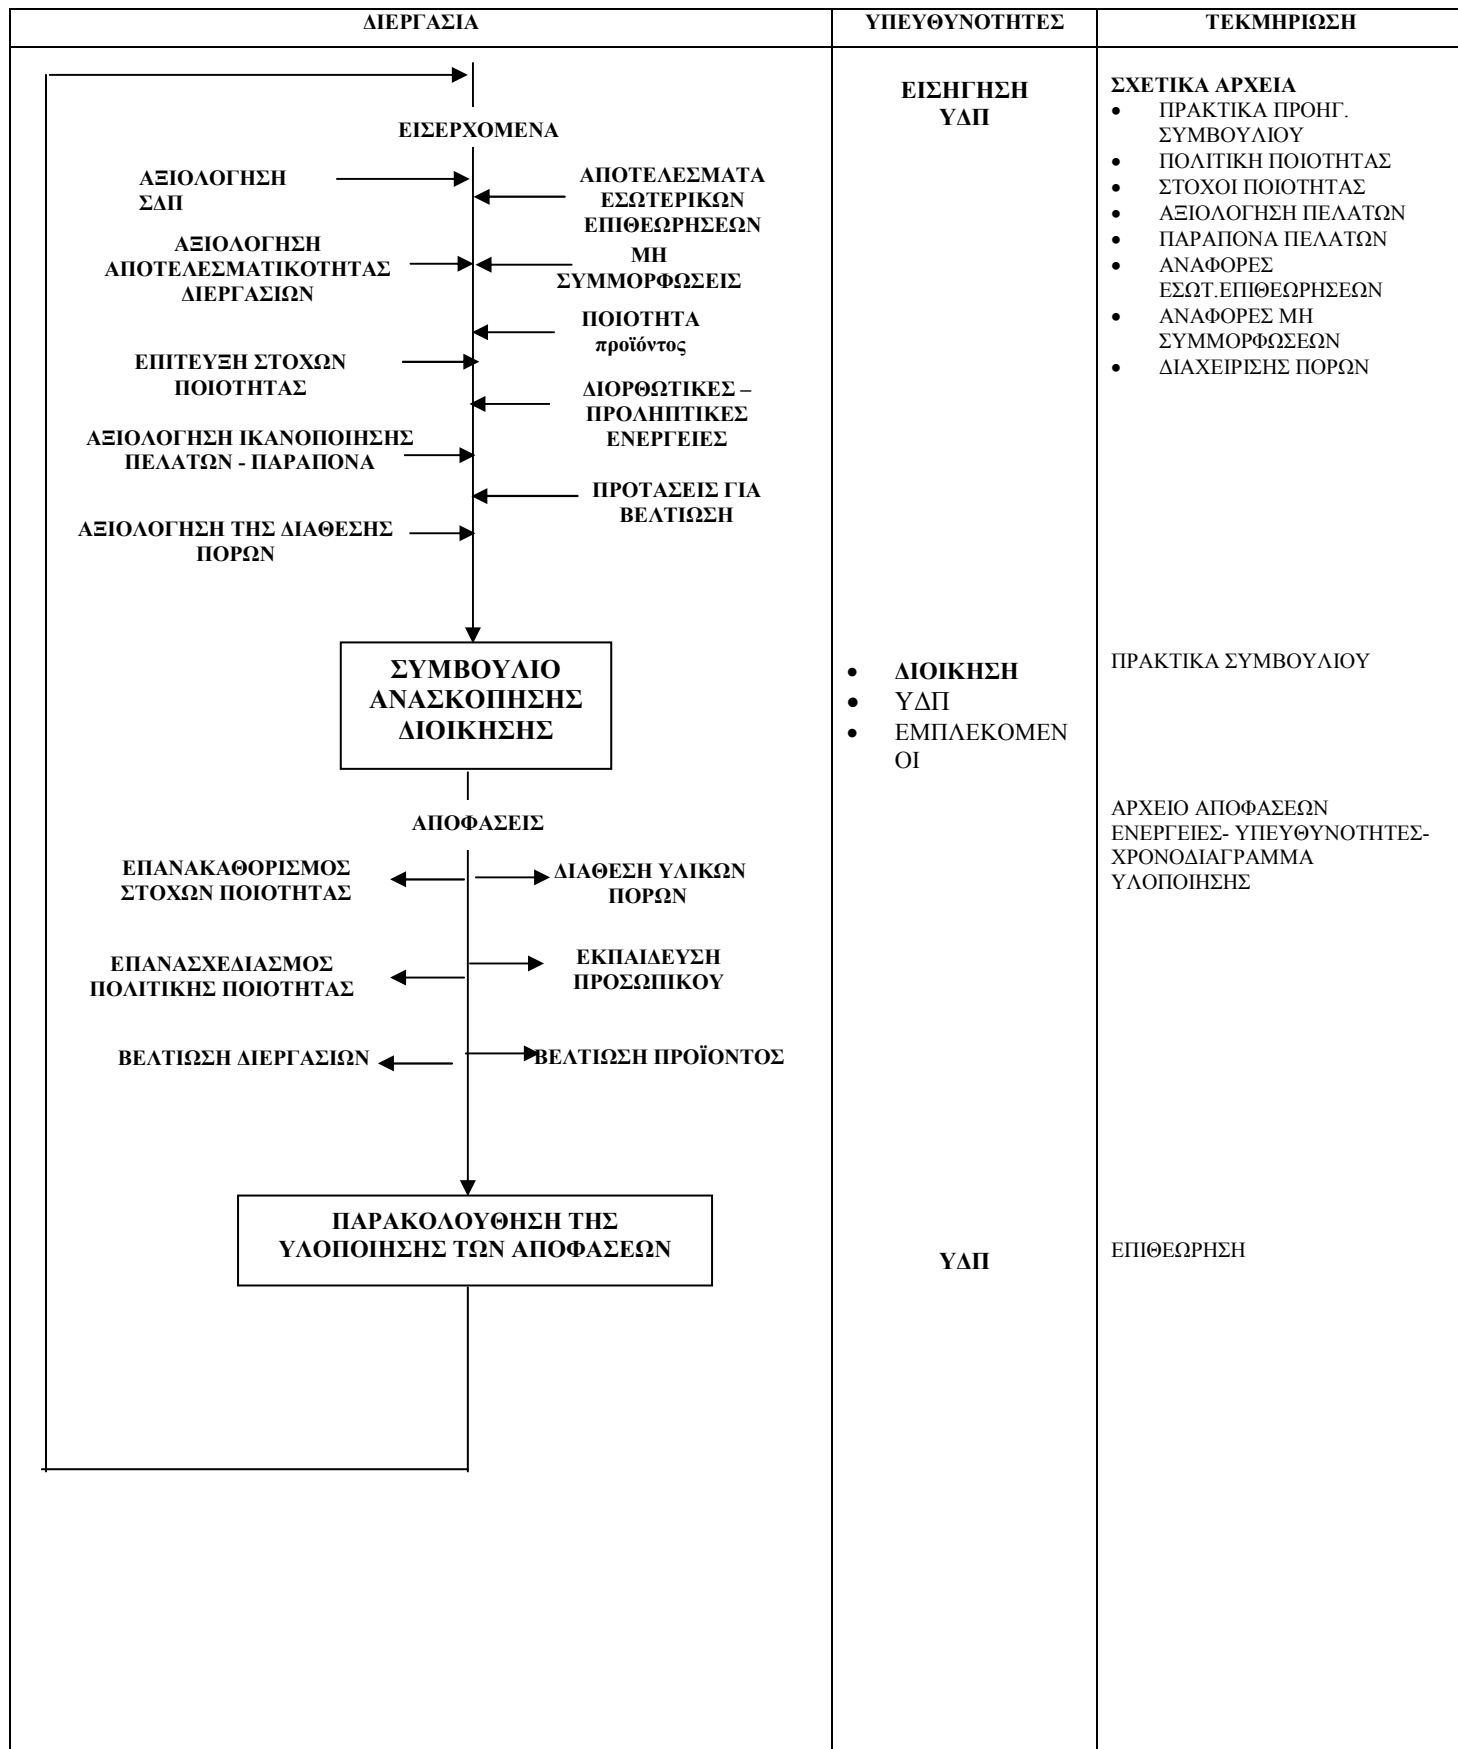 ΔΙΕΡΓΑΣΙΑ
ΥΠΕΥΘΥΝΟΤΗΤΕΣ
ΤΕΚΜΗΡΙΩΣΗ
ΕΙΣΕΡΧΟΜΕΝΑ
ΑΞΙΟΛΟΓΗΣΗ
ΣΔΠ
ΑΠΟΤΕΛΕΣΜΑΤΑ
ΕΣΩΤΕΡΙΚΩΝ
ΕΠΙΘΕΩΡΗΣΕΩΝ
ΑΞΙΟΛΟΓΗΣΗ
ΑΠΟΤΕΛΕΣΜΑΤΙΚΟΤΗΤΑΣ
ΔΙΕΡΓΑΣΙΩΝ
ΜΗ
ΣΥΜΜΟΡΦΩΣΕΙΣ
ΠΟΙΟΤΗΤΑ
προϊόντος
ΕΠΙΤΕΥΞΗ ΣΤΟΧΩΝ
ΠΟΙΟΤΗΤΑΣ
ΔΙΟΡΘΩΤΙΚΕΣ –
ΠΡΟΛΗΠΤΙΚΕΣ
ΕΝΕΡΓΕΙΕΣ
ΑΞΙΟΛΟΓΗΣΗ ΙΚΑΝΟΠΟΙΗΣΗΣ
ΠΕΛΑΤΩΝ - ΠΑΡΑΠΟΝΑ
ΠΡΟΤΑΣΕΙΣ ΓΙΑ
ΒΕΛΤΙΩΣΗ
ΑΞΙΟΛΟΓΗΣΗ ΤΗΣ ΔΙΑΘΕΣΗΣ
ΠΟΡΩΝ
ΣΥΜΒΟΥΛΙΟ
ΑΝΑΣΚΟΠΗΣΗΣ
ΔΙΟΙΚΗΣΗΣ
ΑΠΟΦΑΣΕΙΣ
ΕΠΑΝΑΚΑΘΟΡΙΣΜΟΣ
ΣΤΟΧΩΝ ΠΟΙΟΤΗΤΑΣ
ΔΙΑΘΕΣΗ ΥΛΙΚΩΝ
ΠΟΡΩΝ
ΕΠΑΝΑΣΧΕΔΙΑΣΜΟΣ
ΠΟΛΙΤΙΚΗΣ ΠΟΙΟΤΗΤΑΣ
ΕΚΠΑΙΔΕΥΣΗ
ΠΡΟΣΩΠΙΚΟΥ
ΒΕΛΤΙΩΣΗ ΔΙΕΡΓΑΣΙΩΝ
ΒΕΛΤΙΩΣΗ ΠΡΟΪΟΝΤΟΣ
ΠΑΡΑΚΟΛΟΥΘΗΣΗ ΤΗΣ
ΥΛΟΠΟΙΗΣΗΣ ΤΩΝ ΑΠΟΦΑΣΕΩΝ
ΕΙΣΗΓΗΣΗ
ΥΔΠ
• ΔΙΟΙΚΗΣΗ
• ΥΔΠ
• ΕΜΠΛΕΚΟΜΕΝ
ΟΙ
ΥΔΠ
ΣΧΕΤΙΚΑ ΑΡΧΕΙΑ
• ΠΡΑΚΤΙΚΑ ΠΡΟΗΓ.
ΣΥΜΒΟΥΛΙΟΥ
• ΠΟΛΙΤΙΚΗ ΠΟΙΟΤΗΤΑΣ
• ΣΤΟΧΟΙ ΠΟΙΟΤΗΤΑΣ
• ΑΞΙΟΛΟΓΗΣΗ ΠΕΛΑΤΩΝ
• ΠΑΡΑΠΟΝΑ ΠΕΛΑΤΩΝ
• ΑΝΑΦΟΡΕΣ
ΕΣΩΤ.ΕΠΙΘΕΩΡΗΣΕΩΝ
• ΑΝΑΦΟΡΕΣ ΜΗ
ΣΥΜΜΟΡΦΩΣΕΩΝ
• ΔΙΑΧΕΙΡΙΣΗΣ ΠΟΡΩΝ
ΠΡΑΚΤΙΚΑ ΣΥΜΒΟΥΛΙΟΥ
ΑΡΧΕΙΟ ΑΠΟΦΑΣΕΩΝ
ΕΝΕΡΓΕΙΕΣ- ΥΠΕΥΘΥΝΟΤΗΤΕΣ-
ΧΡΟΝΟΔΙΑΓΡΑΜΜΑ
ΥΛΟΠΟΙΗΣΗΣ
ΕΠΙΘΕΩΡΗΣΗ